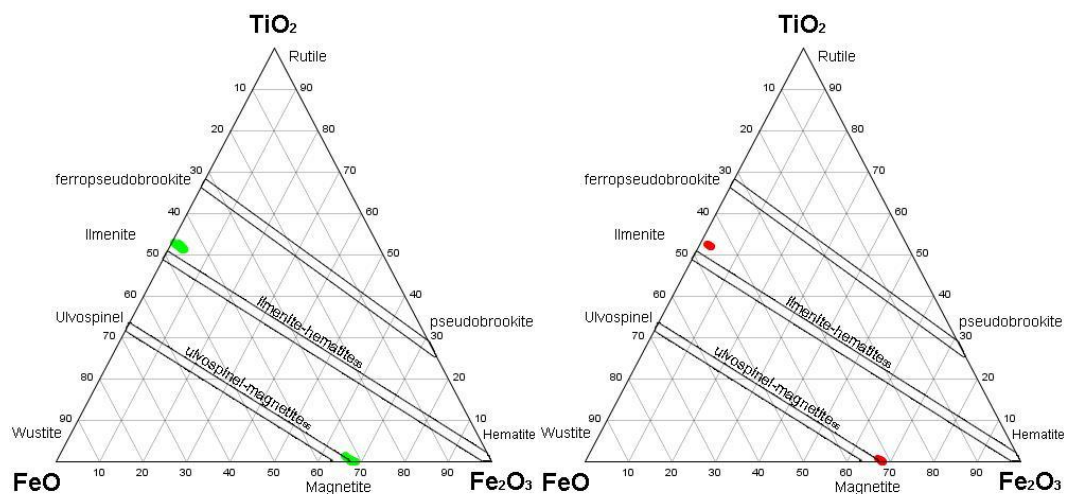 TiO₂
Rutile
10 90
20 80
30 70
ferropseudobrookite
40 60
Ilmenite
50 50
ilmenite-hematitess
60 40
Ulvospinel
pseudobrookite
70 30
ulvospinel-magnetitess
80 20
90 10
Wustite
Hematite
FeO
10 20 30 40 50 60 70 80 90
Magnetite
Fe₂O₃
TiO₂
Rutile
10 90
20 80
30 70
ferropseudobrookite
40 60
Ilmenite
50 50
ilmenite-hematitess
60 40
Ulvospinel
pseudobrookite
70 30
ulvospinel-magnetitess
80 20
90 10
Wustite
Hematite
FeO
10 20 30 40 50 60 70 80 90
Magnetite
Fe₂O₃